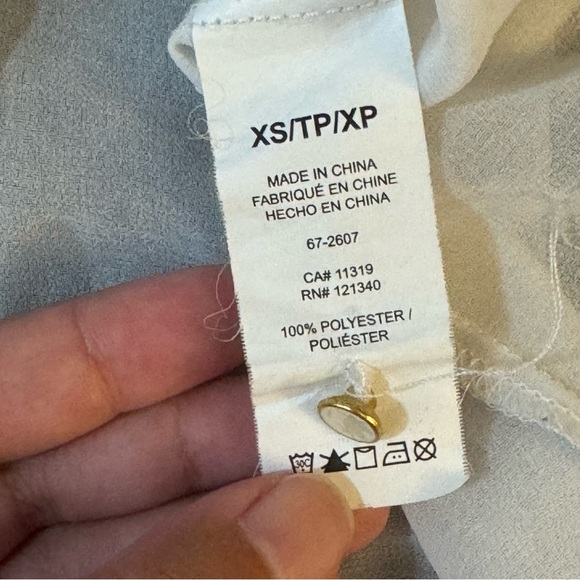 XS/TP/XP
MADE IN CHINA
FABRIQUÉ EN CHINE
HECHO EN CHINA
67-2607
CA# 11319
RN# 121340
100% POLYESTER /
POLIÉSTER
30C